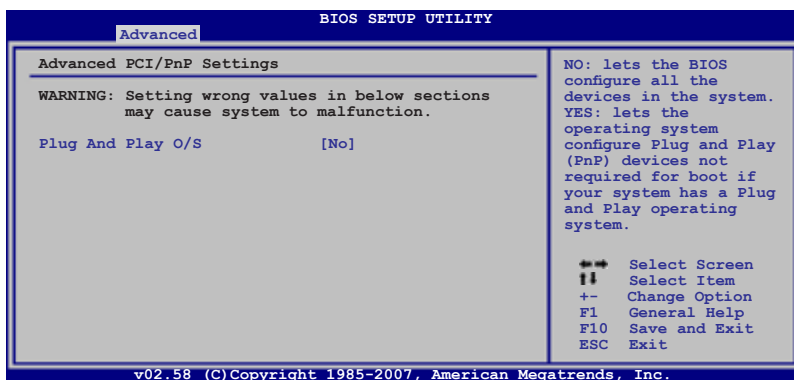 BIOS SETUP UTILITY
Advanced
Advanced PCI/PnP Settings
WARNING: Setting wrong values in below sections
may cause system to malfunction.
Plug And Play O/S [No]
NO: lets the BIOS
configure all the
devices in the system.
YES: lets the
operating system
configure Plug and Play
(PnP) devices not
required for boot if
your system has a Plug
and Play operating
system.
←→ Select Screen
↑↓ Select Item
+- Change Option
F1 General Help
F10 Save and Exit
ESC Exit
v02.58 (C)Copyright 1985-2007, American Megatrends, Inc.